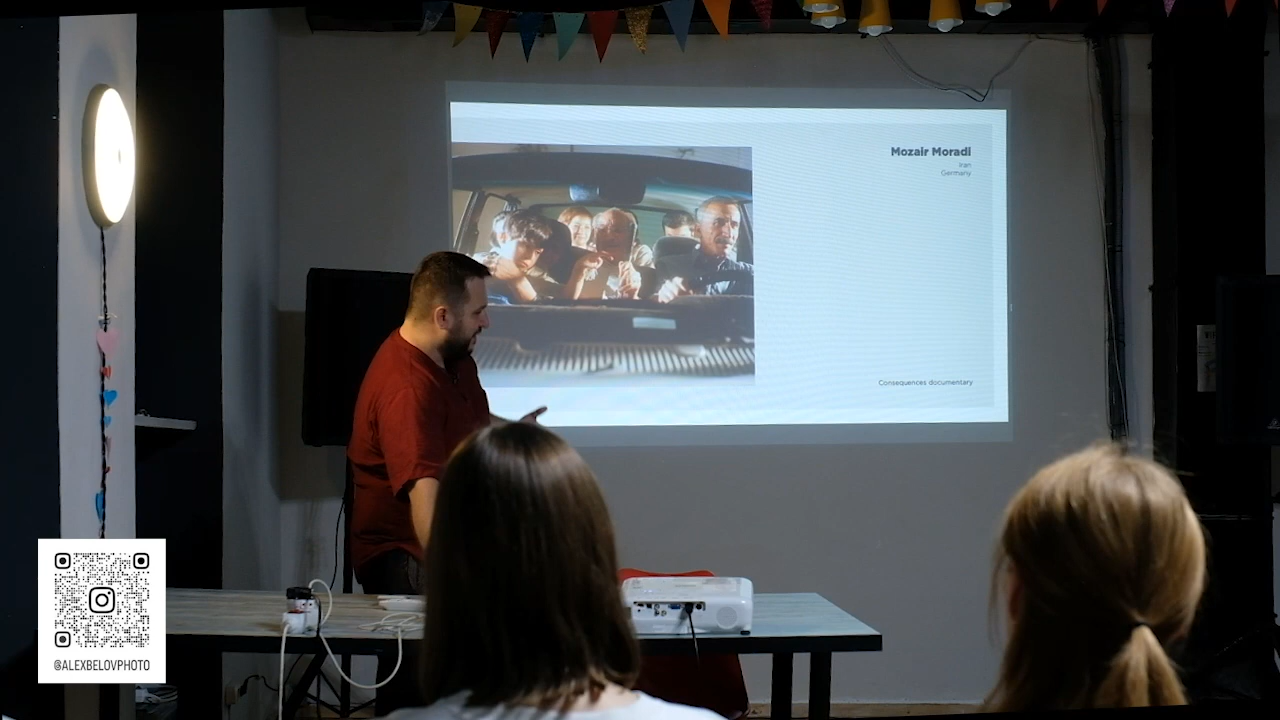 Mozair Moradi
Iran
Germany
Consequences documentary
@ALEXBELOVPHOTO